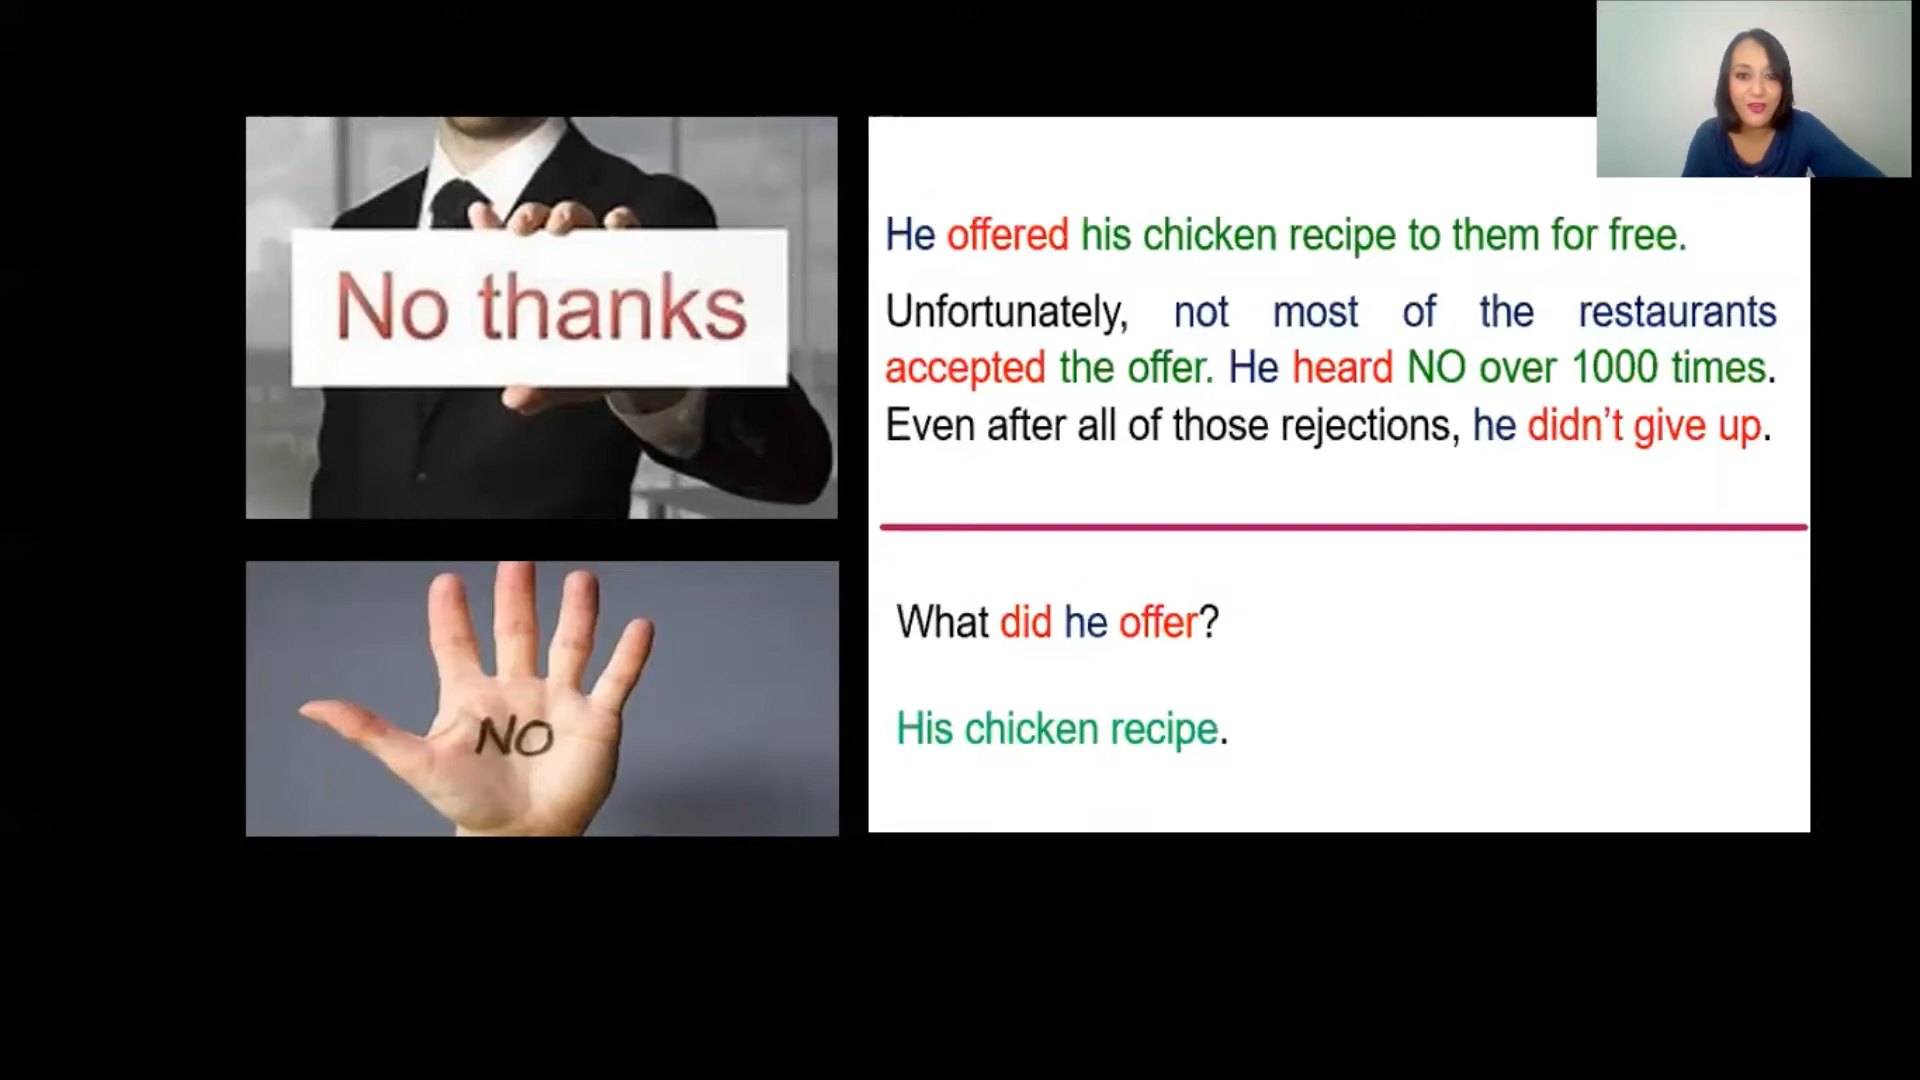 No thanks
NO
He offered his chicken recipe to them for free.
Unfortunately, not most of the restaurants
accepted the offer. He heard NO over 1000 times.
Even after all of those rejections, he didn't give up.
What did he offer?
His chicken recipe.